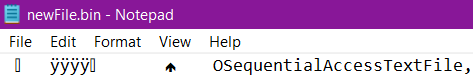 newFile.bin - Notepad
File Edit Format View Help
▯ ÿÿÿÿ▯ 🢁 OSequentialAccessTextFile,